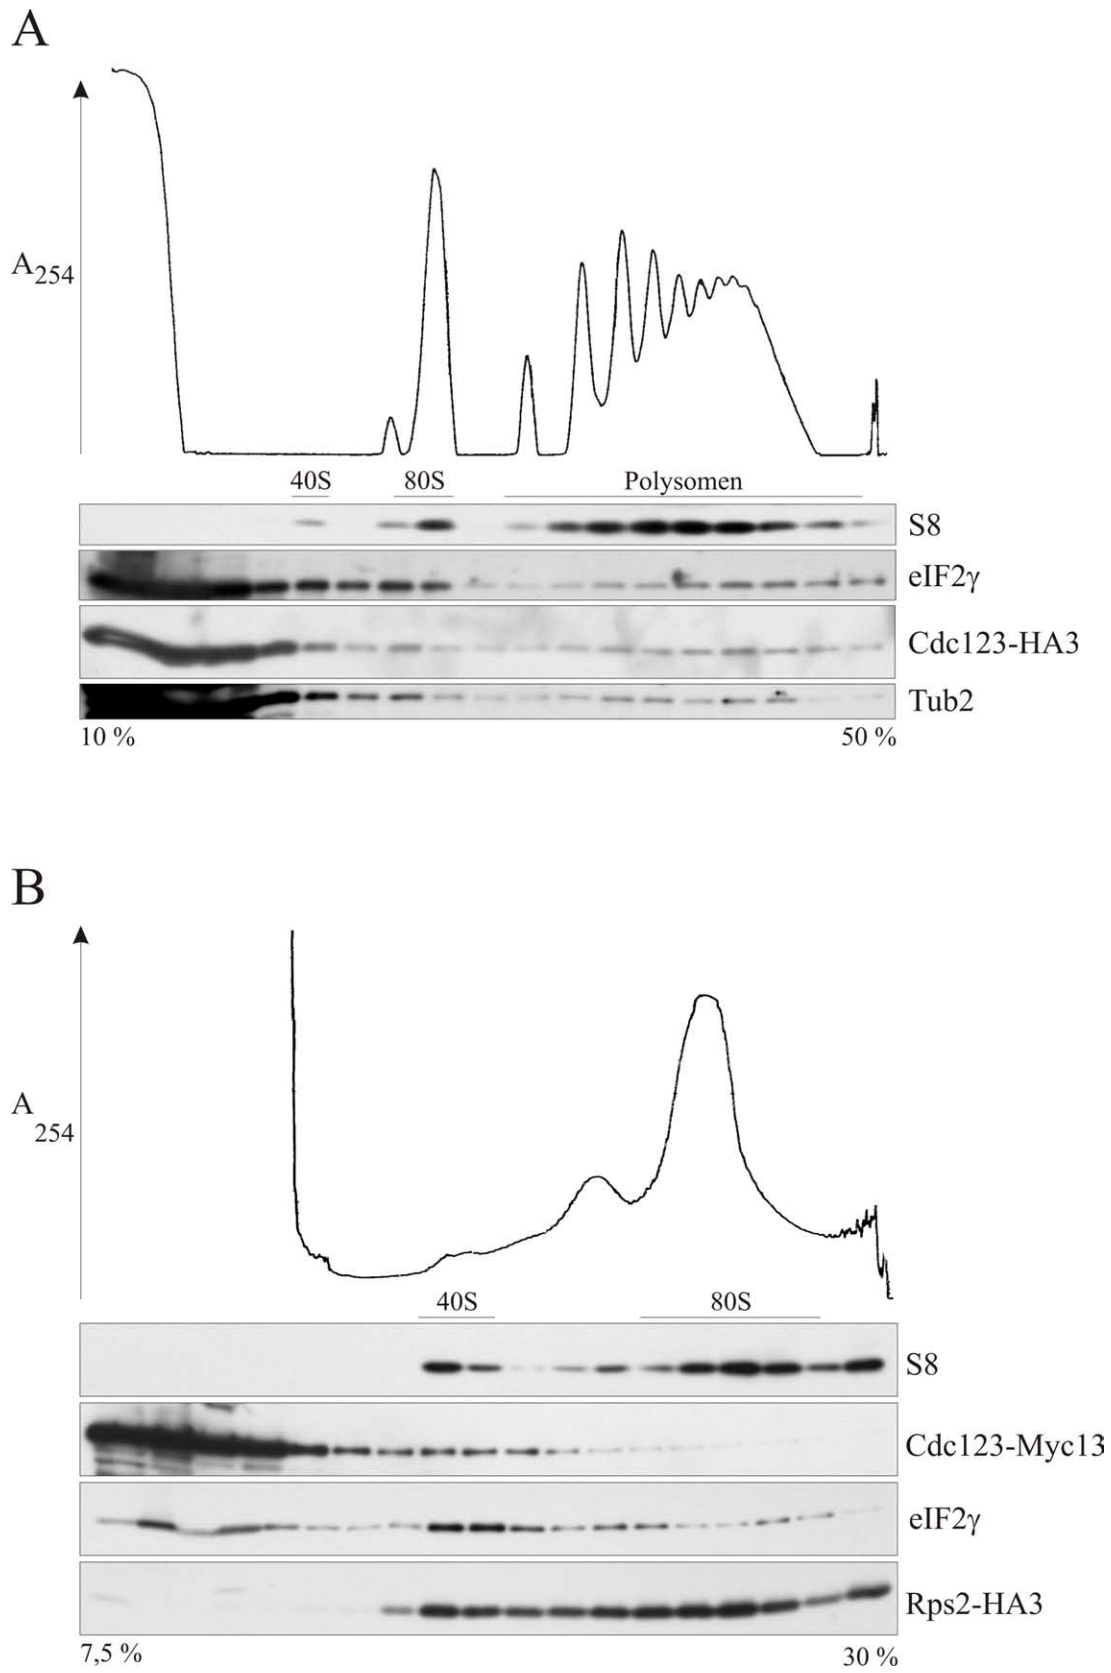 A
A254
40S 80S Polysomen
S8
eIF2γ
Cdc123-HA3
Tub2
10 % 50 %
B
A
254
40S 80S
S8
Cdc123-Myc13
eIF2γ
Rps2-HA3
7,5 % 30 %